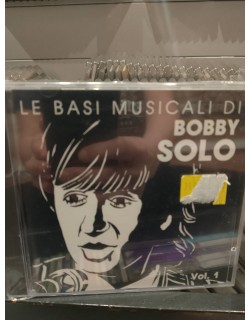 LE BASI MUSICALI DI
BOBBY
SOLO
Vol. 1